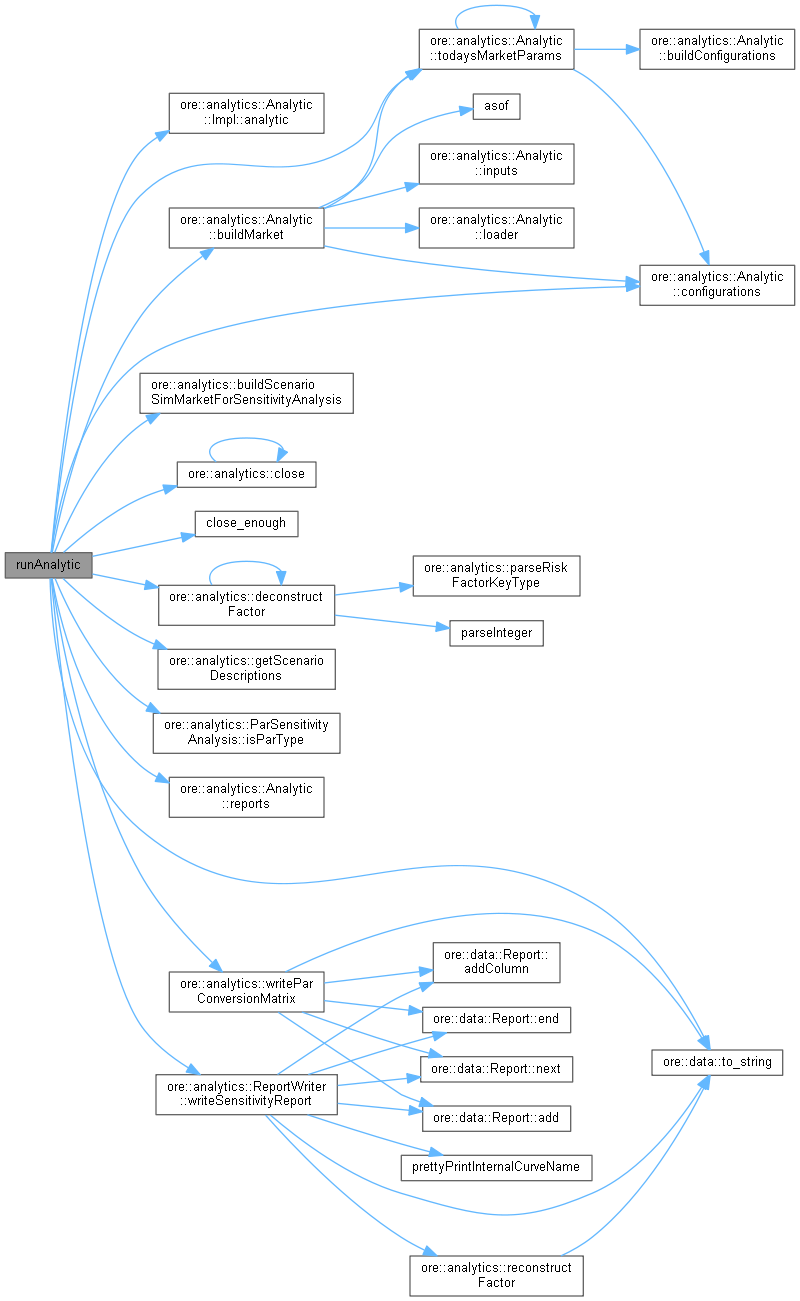 ore::analytics::Analytic
::todaysMarketParams
ore::analytics::Analytic
::buildConfigurations
ore::analytics::Analytic
::Impl::analytic
asof
ore::analytics::Analytic
::inputs
ore::analytics::Analytic
::buildMarket
ore::analytics::Analytic
::loader
ore::analytics::Analytic
::configurations
ore::analytics::buildScenario
SimMarketForSensitivityAnalysis
ore::analytics::close
close_enough
runAnalytic
ore::analytics::deconstruct
Factor
ore::analytics::parseRisk
FactorKeyType
parseInteger
ore::analytics::getScenario
Descriptions
ore::analytics::ParSensitivity
Analysis::isParType
ore::analytics::Analytic
::reports
ore::data::Report::
addColumn
ore::analytics::writePar
ConversionMatrix
ore::data::Report::end
ore::data::Report::next
ore::data::to_string
ore::analytics::ReportWriter
::writeSensitivityReport
ore::data::Report::add
prettyPrintInternalCurveName
ore::analytics::reconstruct
Factor